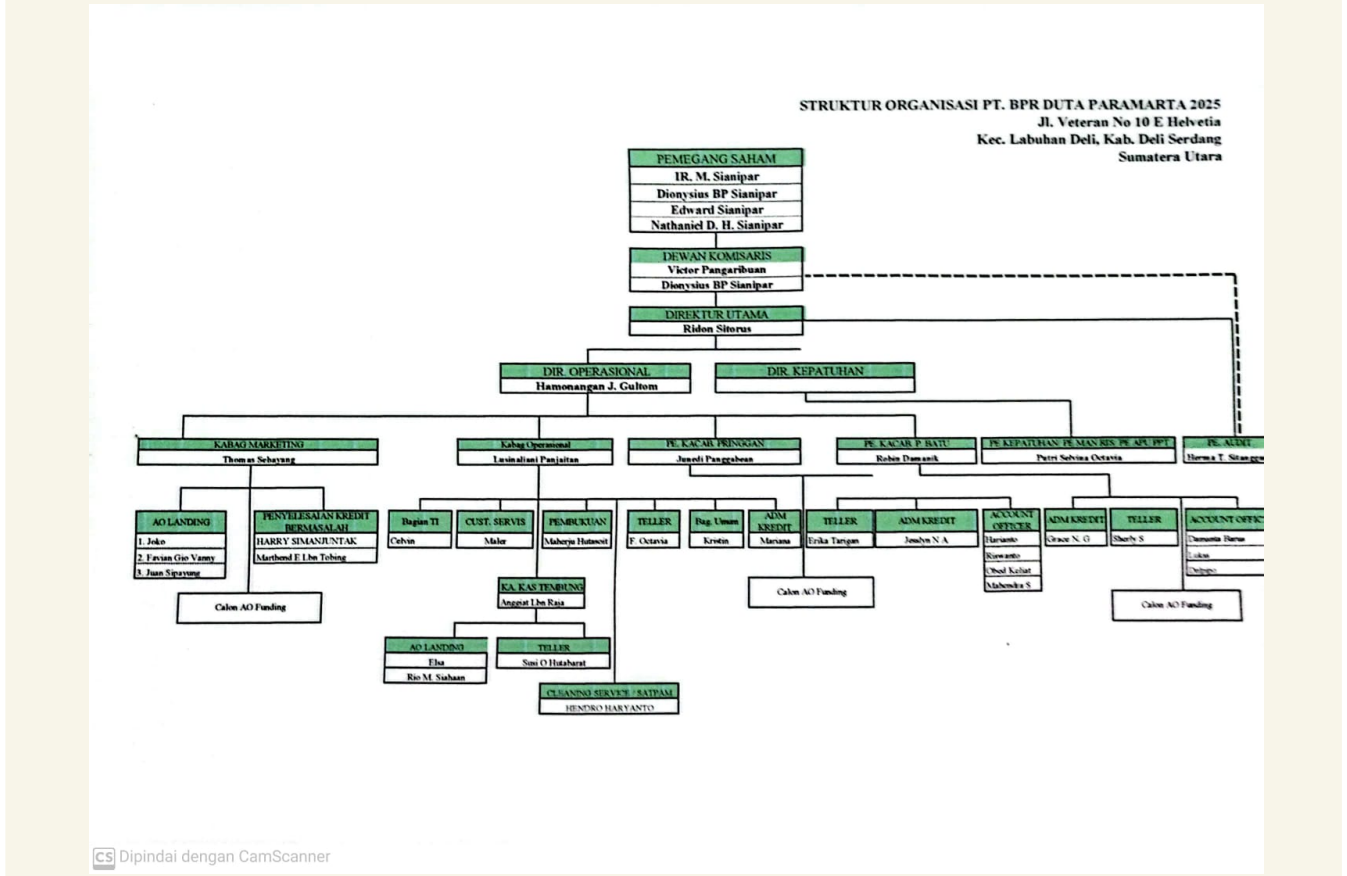 STRUKTUR ORGANISASI PT. BPR DUTA PARAMARTA 2025
Jl. Veteran No 10 E Helvetia
Kec. Labuhan Deli, Kab. Deli Serdang
Sumatera Utara
PEMEGANG SAHAM
IR. M. Sianipar
Dionysius BP Sianipar
Edward Sianipar
Nathaniel D. H. Sianipar
DEWAN KOMISARIS
Victor Pangaribuan
Dionysius BP Sianipar
DIREKTUR UTAMA
Ridon Sitorus
DIR. OPERASIONAL
Hamonangan J. Gultom
DIR. KEPATUHAN
KABAG MARKETING
Thomas Sebayang
Kabag Operasional
Lusinaliani Panjaitan
PE. KACAB. PRINGGAN
Junedi Panggabean
PE. KACAB. P. BATU
Robin Damanik
PE KEPATUHAN, PE MAN RIS, PE APU PPT
Putri Selvina Octavia
PE. AUDIT
Herma T.
AO LANDING
1. Joko
2. Favian Gio Vanny
3. Juan Sipayung
PENYELESAIAN KREDIT
BERMASALAH
HARRY SIMANJUNTAK
Marthend F. Lbn Tobing
Calon AO Funding
Bagian TI
Celvin
CUST. SERVIS
Maler
PEMBUKUAN
Maherju Hutasoit
TELLER
F. Octavia
Bag. Umum
Kristin
ADM
KREDIT
Mariana
KA. KAS TEMBUNG
Anggiat Lbn Raja
AO LANDING
Elsa
Rio M. Siahaan
TELLER
Susi O Hutabarat
CLEANING SERVICE / SATPAM
HENDRO HARYANTO
TELLER
Erika Tarigan
ADM KREDIT
Jesslyn N A
ACCOUNT
OFFICER
Harianto
Riswanto
Obed Keliat
Mahendra S
Calon AO Funding
ADM KREDIT
Grace N. G
TELLER
Sherly S
ACCOUNT OFFIC
Damanta Barus
Calon AO Funding
CS Dipindai dengan CamScanner